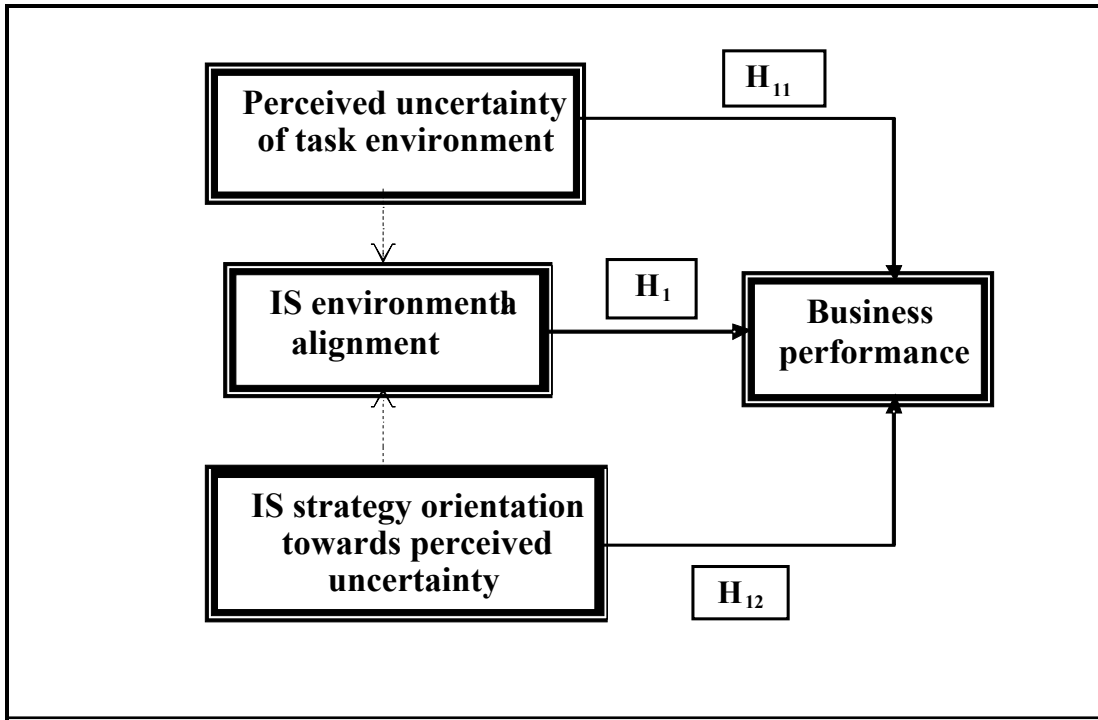 Perceived uncertainty
of task environment
H11
IS environmental
alignment
H1
Business
performance
IS strategy orientation
towards perceived
uncertainty
H12